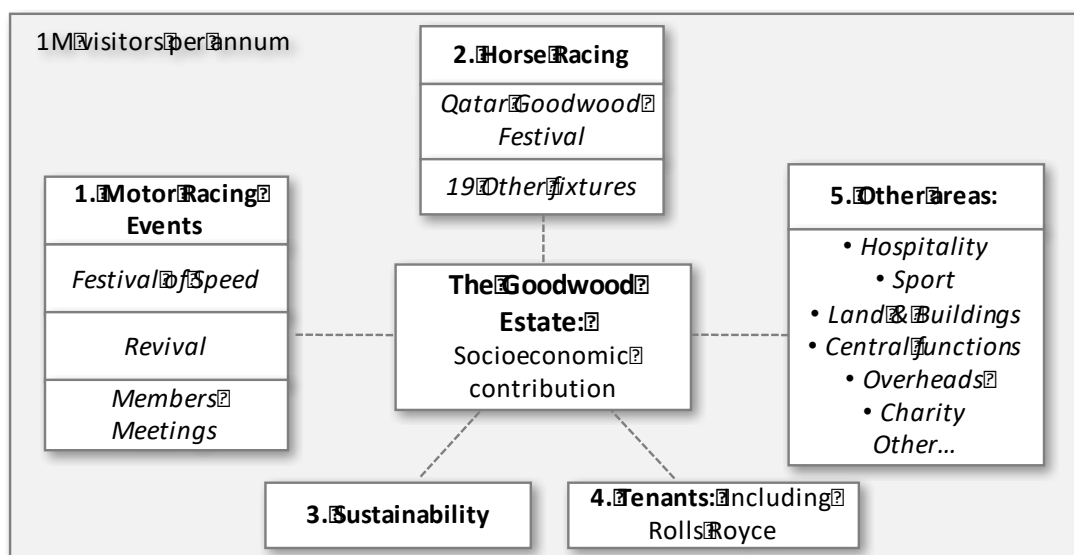 1M visitors per annum
2. Horse Racing
Qatar Goodwood
Festival
19 Other fixtures
1. Motor Racing
Events
Festival of Speed
Revival
Members
Meetings
The Goodwood
Estate:
Socioeconomic
contribution
5. Other areas:
• Hospitality
• Sport
• Land & Buildings
• Central functions
• Overheads
• Charity
Other…
3. Sustainability
4. Tenants: Including
Rolls Royce